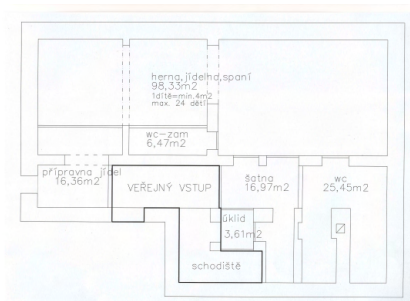 herna,jídelna,spaní
98,33m2
1dítě=min.4m2
max. 24 dětí
wc-zam
6,47m2
přípravna jídel
16,36m2
VEŘEJNÝ VSTUP
šatna
16,97m2
wc
25,45m2
úklid
3,61m2
schodiště